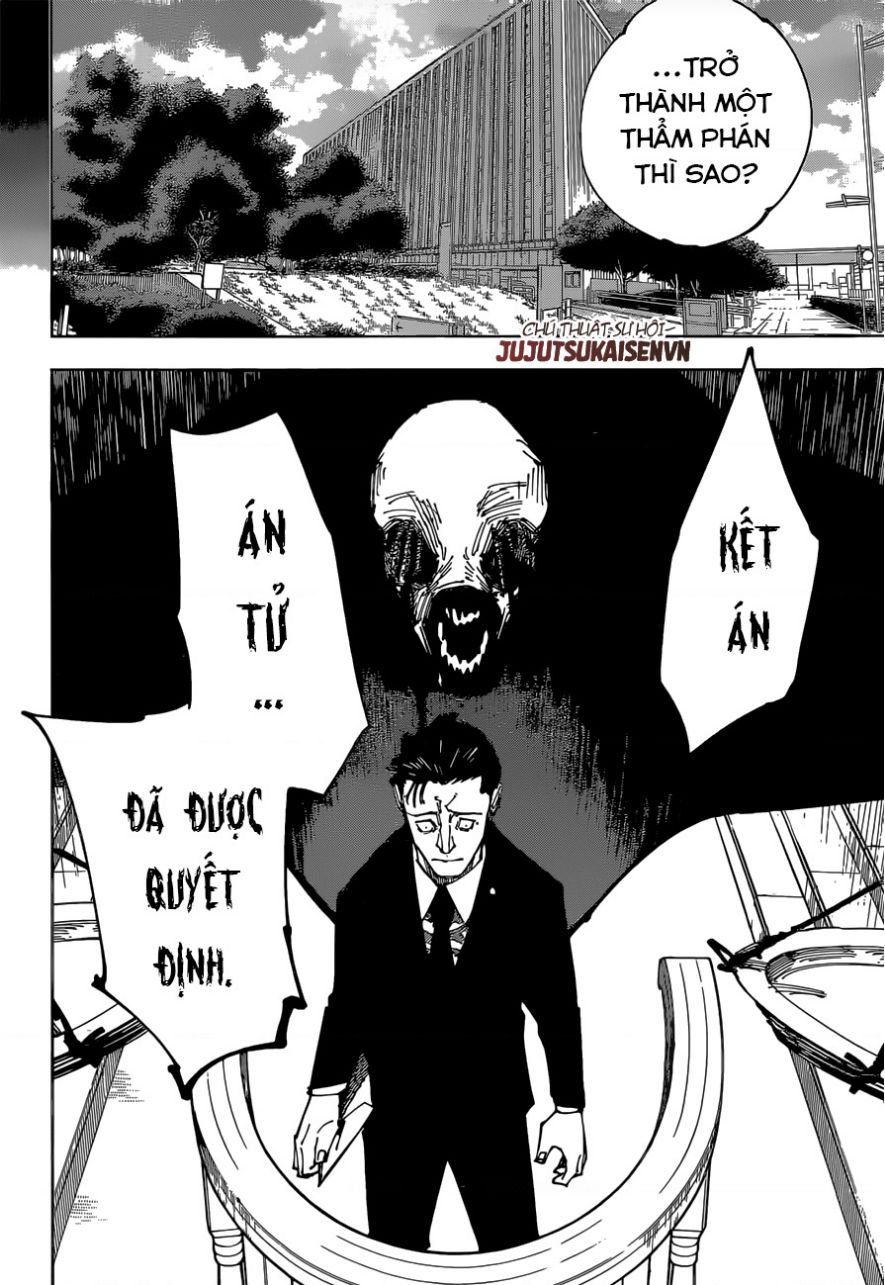 ...TRỞ
THÀNH MỘT
THẨM PHÁN
THÌ SAO?
CHÚ THUẬT SƯ HỒI
JUJUTSUKAISENVN
KẾT
ÁN
ÁN
TỬ
...
ĐÃ ĐƯỢC
QUYẾT
ĐỊNH.